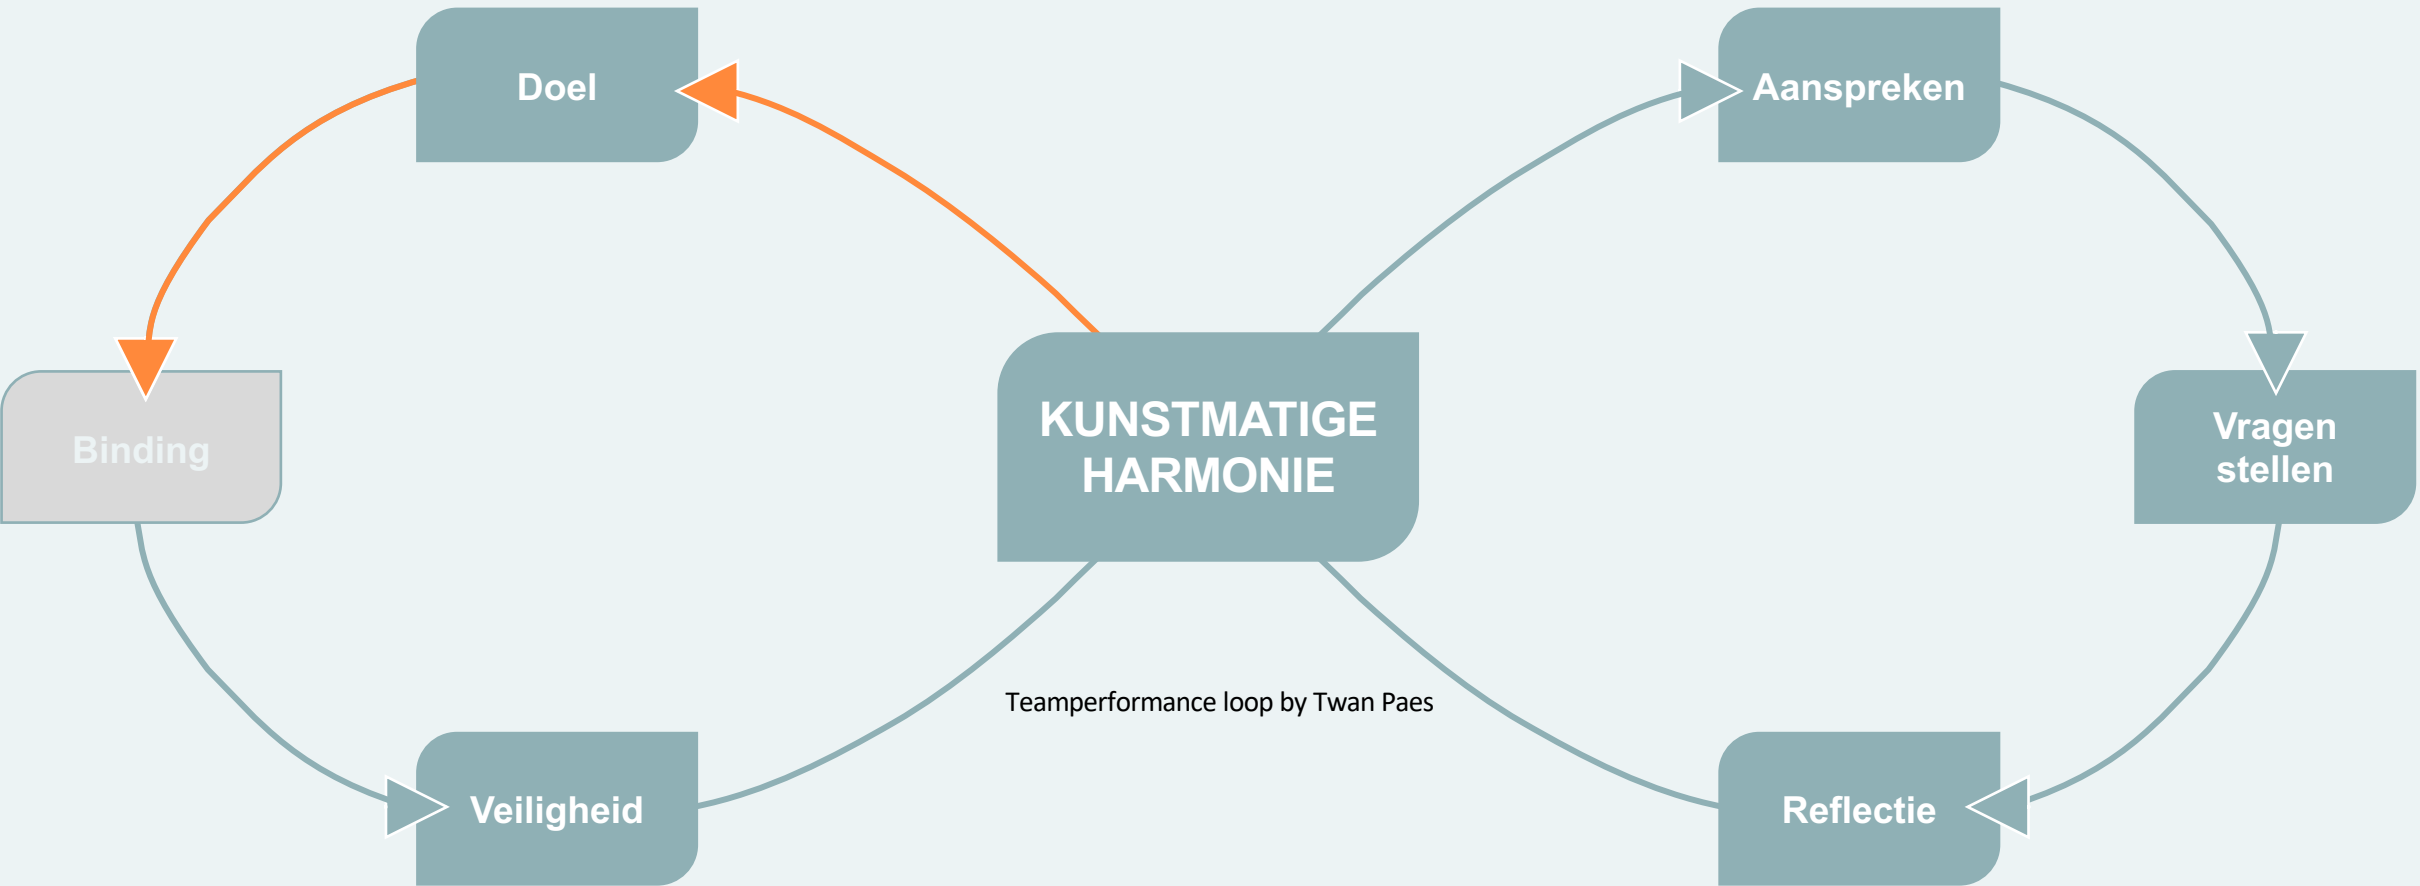 Doel
Aanspreken
Binding
KUNSTMATIGE
HARMONIE
Vragen
stellen
Teamperformance loop by Twan Paes
Veiligheid
Reflectie